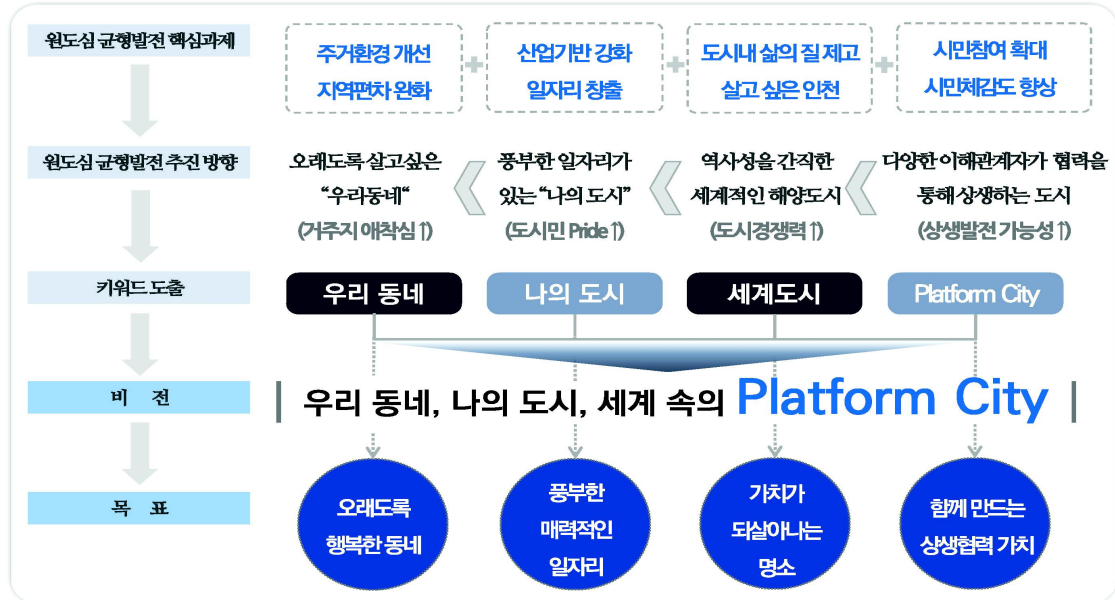 원도심 균형발전 핵심과제
주거환경 개선
지역편차 완화
+
산업기반 강화
일자리 창출
+
도시내 삶의 질 제고
살고 싶은 인천
+
시민참여 확대
시민체감도 향상
원도심 균형발전 추진 방향
오래도록 살고싶은
“우리동네“
(거주지 애착심↑)
풍부한 일자리가
있는 “나의 도시”
(도시민 Pride↑)
역사성을 간직한
세계적인 해양도시
(도시경쟁력↑)
다양한 이해관계자가 협력을
통해 상생하는 도시
(상생발전 가능성↑)
키워드 도출
우리 동네
나의 도시
세계도시
Platform City
비 전
우리 동네, 나의 도시, 세계 속의 Platform City
목 표
오래도록
행복한 동네
풍부한
매력적인
일자리
가치가
되살아나는
명소
함께 만드는
상생협력 가치